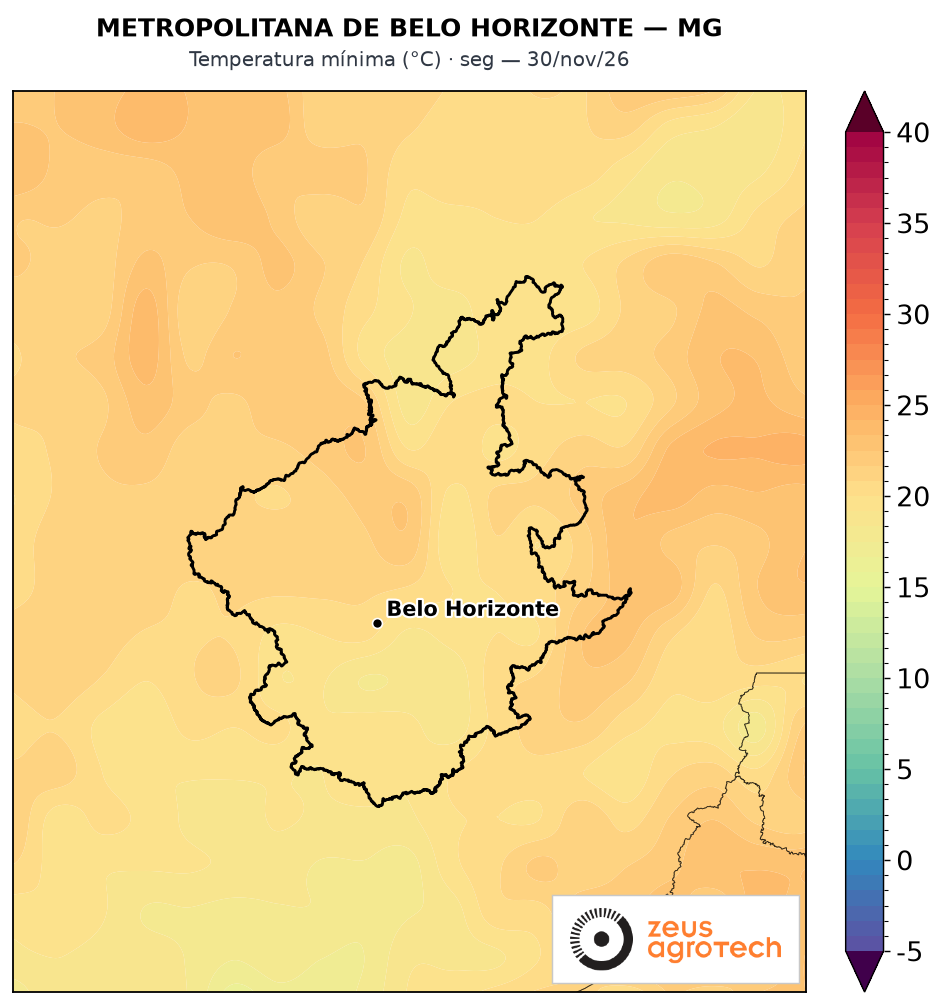 METROPOLITANA DE BELO HORIZONTE — MG
Temperatura mínima (°C) · seg — 30/nov/26
40
35
30
25
20
15
10
5
0
-5
Belo Horizonte
zeus
agrotech